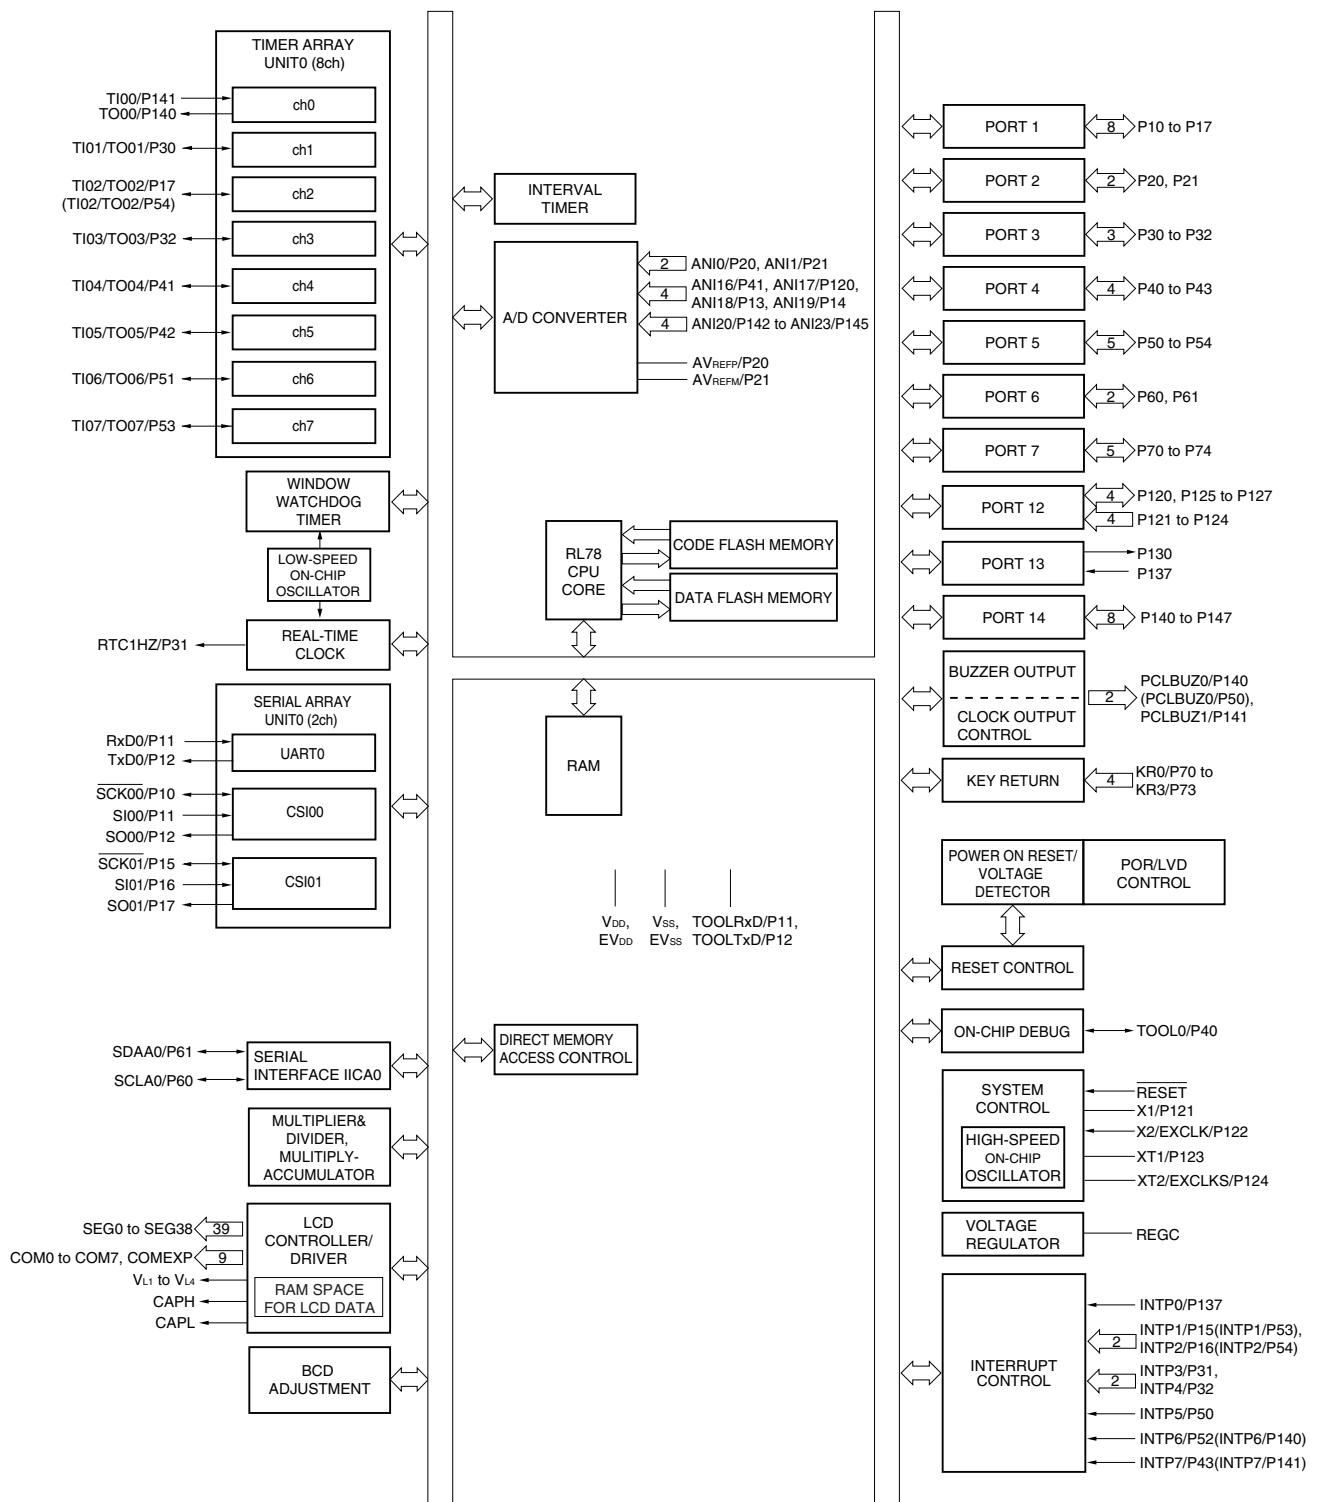 TIMER ARRAY
UNIT0 (8ch)
TI00/P141
TO00/P140
ch0
TI01/TO01/P30
ch1
TI02/TO02/P17
(TI02/TO02/P54)
ch2
TI03/TO03/P32
ch3
TI04/TO04/P41
ch4
TI05/TO05/P42
ch5
TI06/TO06/P51
ch6
TI07/TO07/P53
ch7
WINDOW
WATCHDOG
TIMER
LOW-SPEED
ON-CHIP
OSCILLATOR
RTC1HZ/P31
REAL-TIME
CLOCK
SERIAL ARRAY
UNIT0 (2ch)
RxD0/P11
TxD0/P12
UART0
SCK00/P10
SI00/P11
SO00/P12
CSI00
SCK01/P15
SI01/P16
SO01/P17
CSI01
SDAA0/P61
SCLA0/P60
SERIAL
INTERFACE IICA0
MULTIPLIER&
DIVIDER,
MULITIPLY-
ACCUMULATOR
LCD
CONTROLLER/
DRIVER
RAM SPACE
FOR LCD DATA
SEG0 to SEG38
39
COM0 to COM7, COMEXP
9
VL1 to VL4
CAPH
CAPL
BCD
ADJUSTMENT
INTERVAL
TIMER
A/D CONVERTER
2
ANI0/P20, ANI1/P21
4
ANI16/P41, ANI17/P120,
ANI18/P13, ANI19/P14
4
ANI20/P142 to ANI23/P145
AVREFP/P20
AVREFM/P21
RL78
CPU
CORE
CODE FLASH MEMORY
DATA FLASH MEMORY
RAM
VDD,
EVDD
VSS,
EVSS
TOOLRxD/P11,
TOOLTxD/P12
DIRECT MEMORY
ACCESS CONTROL
PORT 1
8
P10 to P17
PORT 2
2
P20, P21
PORT 3
3
P30 to P32
PORT 4
4
P40 to P43
PORT 5
5
P50 to P54
PORT 6
2
P60, P61
PORT 7
5
P70 to P74
PORT 12
4
P120, P125 to P127
4
P121 to P124
PORT 13
P130
P137
PORT 14
8
P140 to P147
BUZZER OUTPUT
CLOCK OUTPUT
CONTROL
2
PCLBUZ0/P140
(PCLBUZ0/P50),
PCLBUZ1/P141
KEY RETURN
4
KR0/P70 to
KR3/P73
POWER ON RESET/
VOLTAGE
DETECTOR
POR/LVD
CONTROL
RESET CONTROL
ON-CHIP DEBUG
TOOL0/P40
SYSTEM
CONTROL
HIGH-SPEED
ON-CHIP
OSCILLATOR
RESET
X1/P121
X2/EXCLK/P122
XT1/P123
XT2/EXCLKS/P124
VOLTAGE
REGULATOR
REGC
INTERRUPT
CONTROL
INTP0/P137
2
INTP1/P15(INTP1/P53),
INTP2/P16(INTP2/P54)
2
INTP3/P31,
INTP4/P32
INTP5/P50
INTP6/P52(INTP6/P140)
INTP7/P43(INTP7/P141)